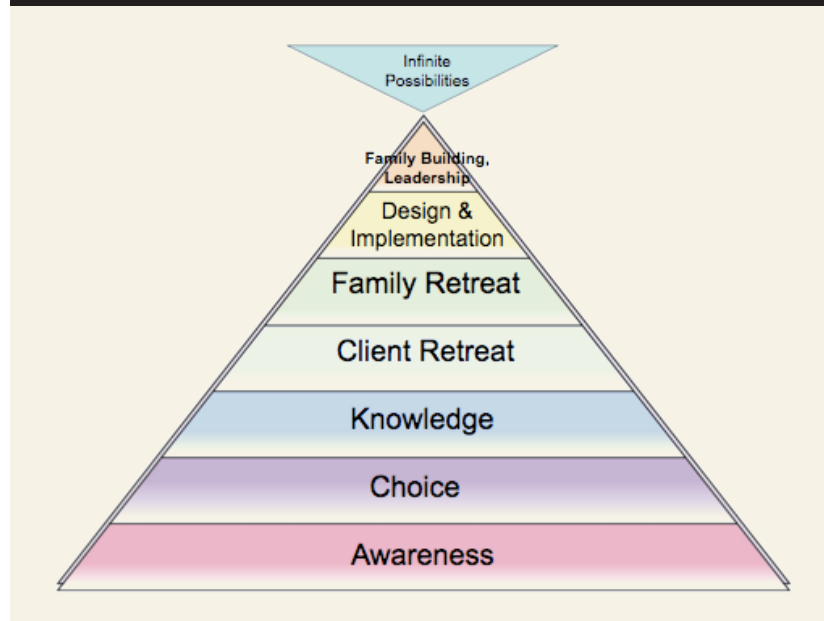 Infinite
Possibilities
Family Building,
Leadership
Design &
Implementation
Family Retreat
Client Retreat
Knowledge
Choice
Awareness